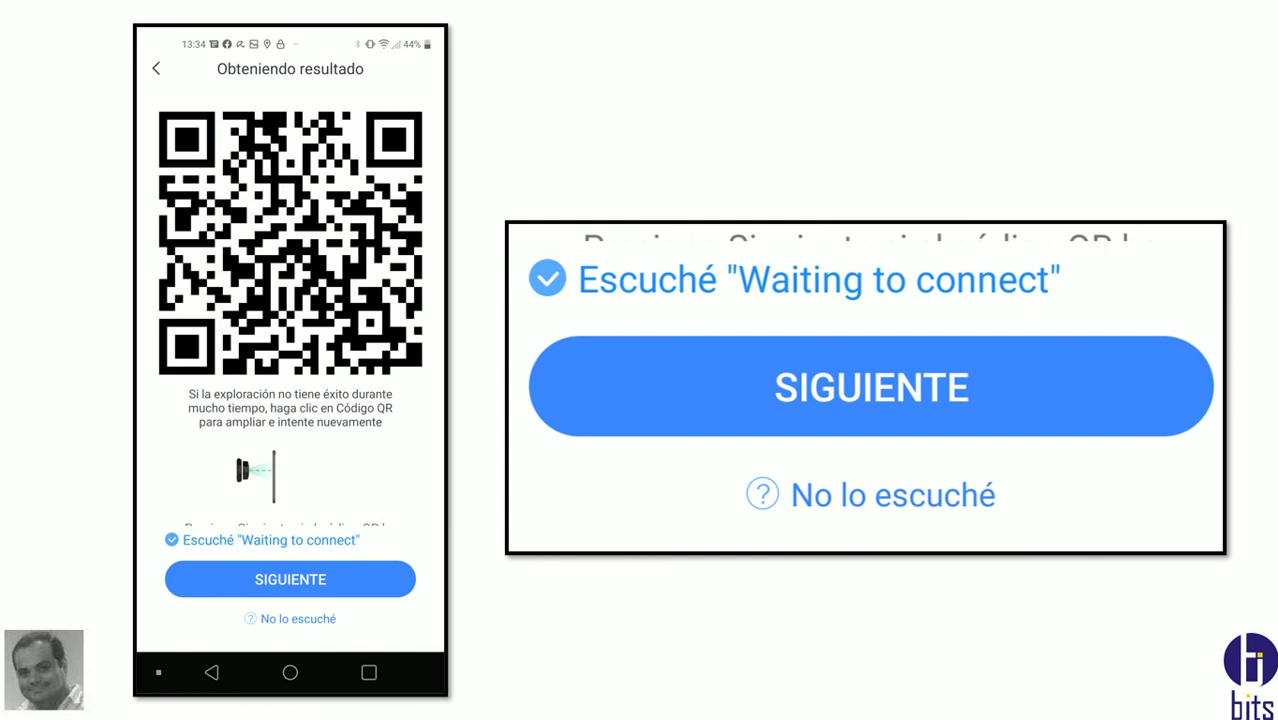 13:34
44%
Obteniendo resultado
Si la exploración no tiene éxito durante
mucho tiempo, haga clic en Código QR
para ampliar e intente nuevamente
Escuché "Waiting to connect"
SIGUIENTE
No lo escuché
Escuché "Waiting to connect"
SIGUIENTE
No lo escuché
bits